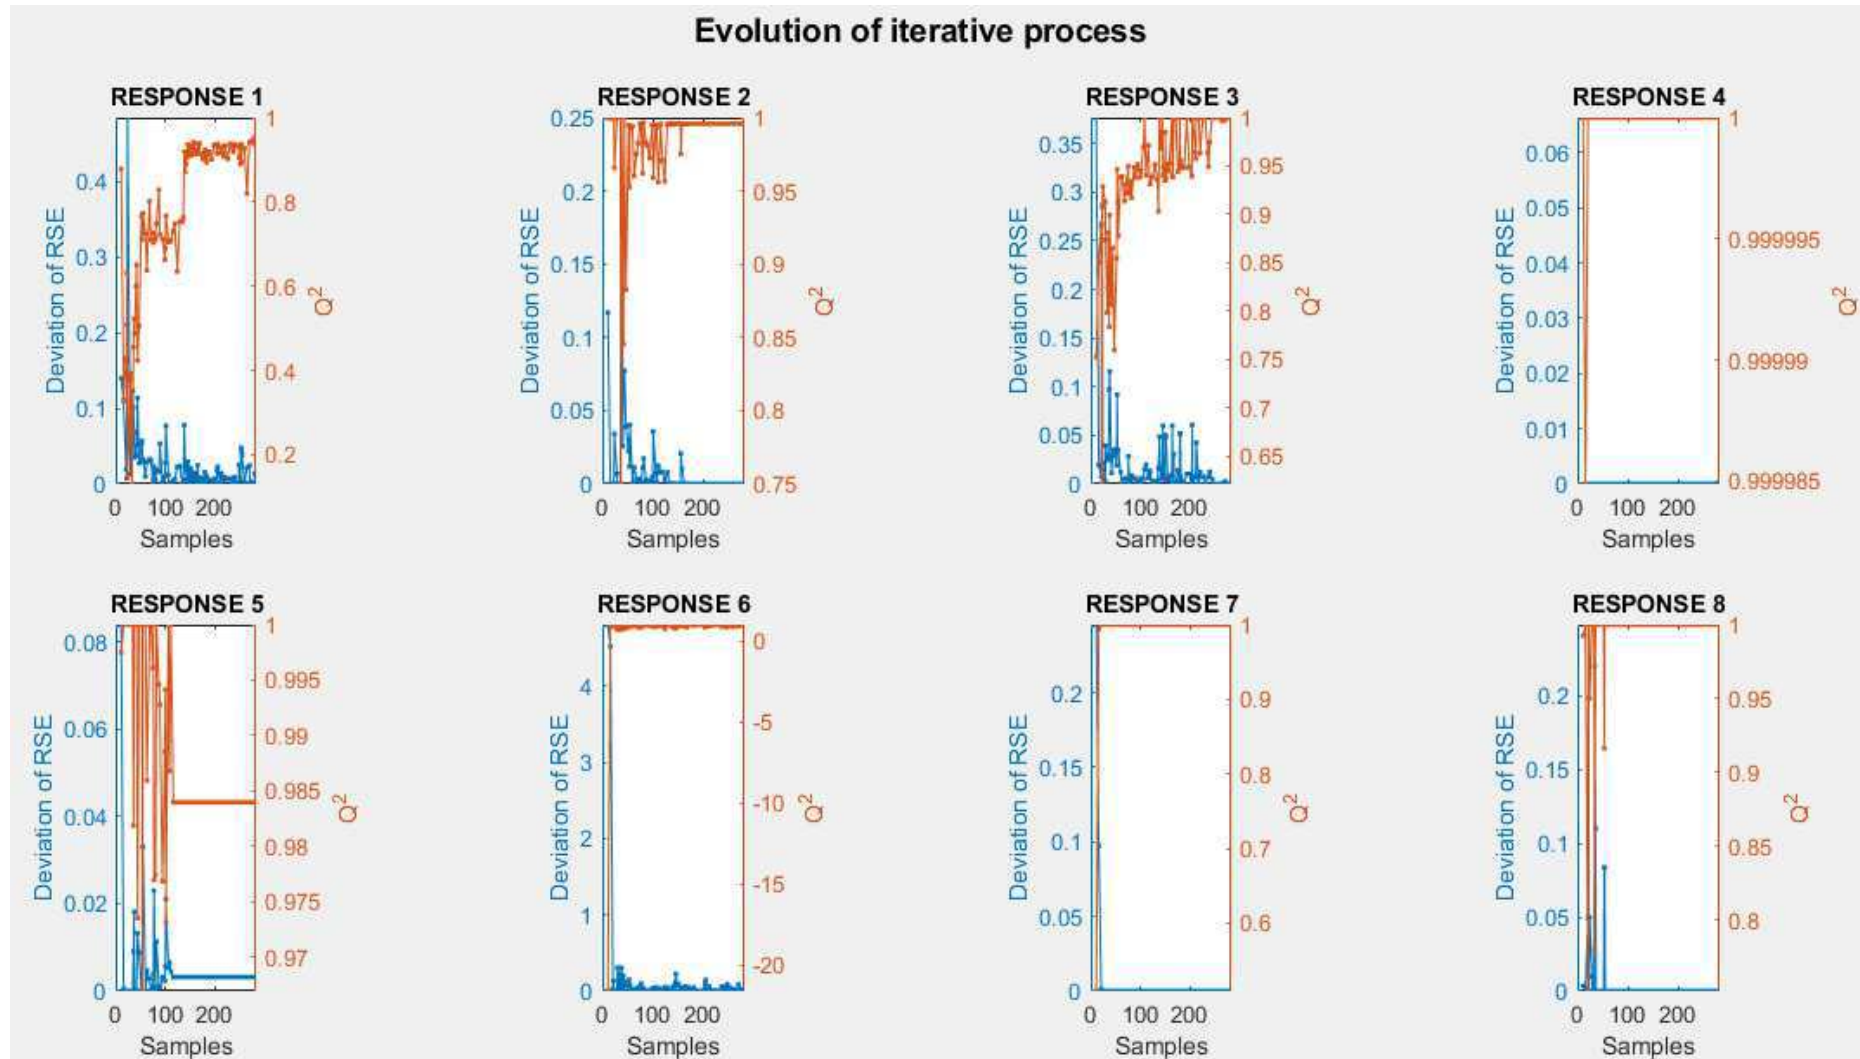 Evolution of iterative process
RESPONSE 1
0.4
0.3
0.2
0.1
0
Deviation of RSE
1
0.8
0.6
0.4
0.2
Q²
0 100 200
Samples
RESPONSE 2
0.25
0.2
0.15
0.1
0.05
0
Deviation of RSE
1
0.95
0.9
0.85
0.8
0.75
Q²
0 100 200
Samples
RESPONSE 3
0.35
0.3
0.25
0.2
0.15
0.1
0.05
0
Deviation of RSE
1
0.95
0.9
0.85
0.8
0.75
0.7
0.65
Q²
0 100 200
Samples
RESPONSE 4
0.06
0.05
0.04
0.03
0.02
0.01
0
Deviation of RSE
1
0.999995
0.99999
0.999985
Q²
0 100 200
Samples
RESPONSE 5
0.08
0.06
0.04
0.02
0
Deviation of RSE
1
0.995
0.99
0.985
0.98
0.975
0.97
Q²
0 100 200
Samples
RESPONSE 6
4
3
2
1
0
Deviation of RSE
0
-5
-10
-15
-20
Q²
0 100 200
Samples
RESPONSE 7
0.2
0.15
0.1
0.05
0
Deviation of RSE
1
0.9
0.8
0.7
0.6
Q²
0 100 200
Samples
RESPONSE 8
0.2
0.15
0.1
0.05
0
Deviation of RSE
1
0.95
0.9
0.85
0.8
Q²
0 100 200
Samples